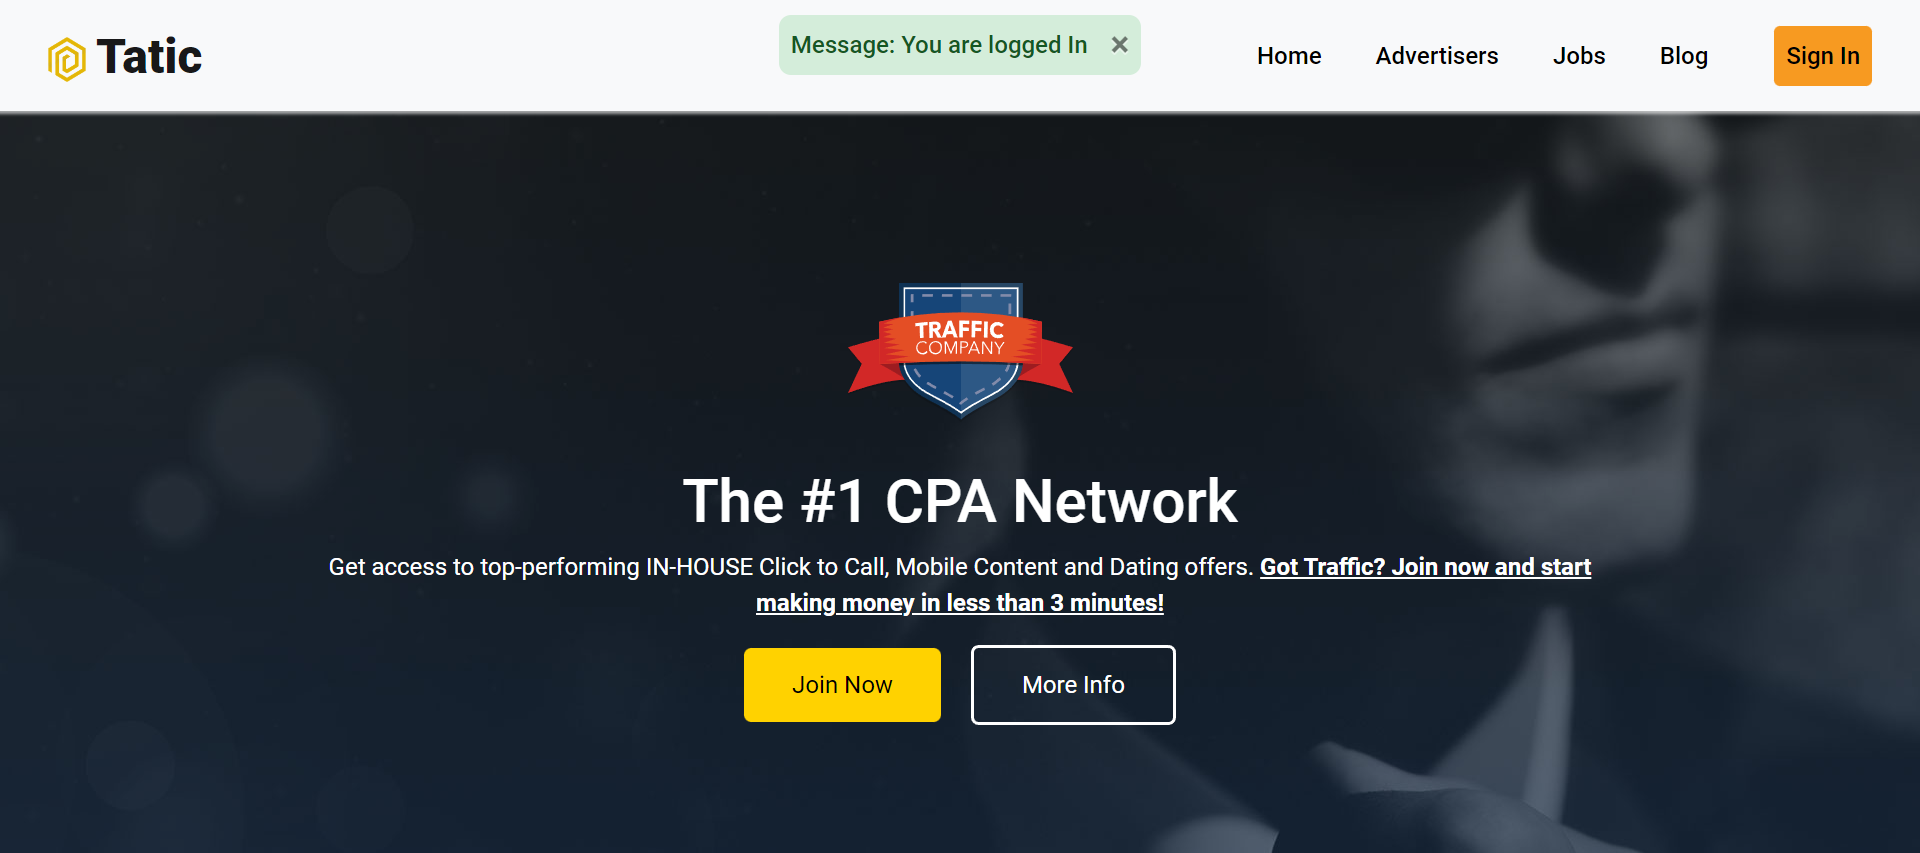 Tatic
Message: You are logged In ×
Home
Advertisers
Jobs
Blog
Sign In
TRAFFIC
COMPANY
The #1 CPA Network
Get access to top-performing IN-HOUSE Click to Call, Mobile Content and Dating offers. Got Traffic? Join now and start
making money in less than 3 minutes!
Join Now
More Info